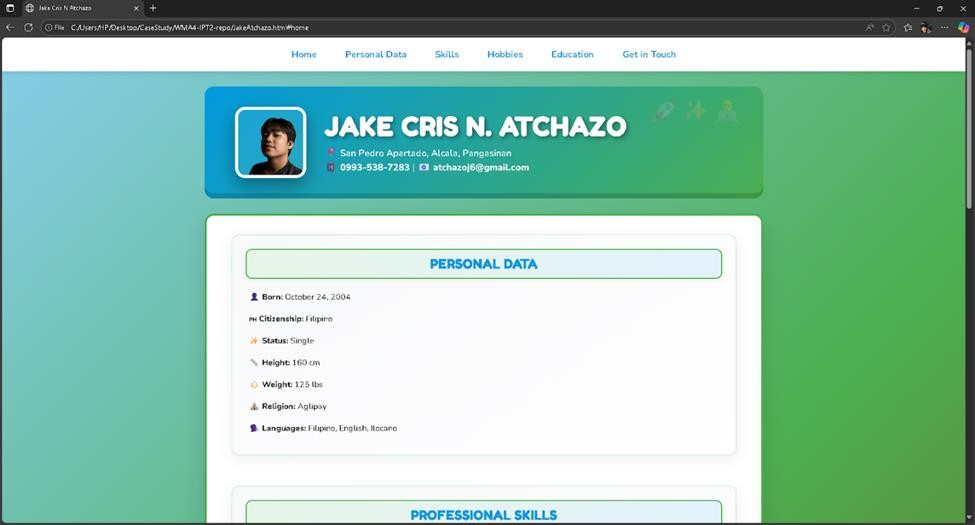 Jake Cris N Atchazo
File C:/Users/HP/Desktop/CaseStudy/WMA4-IPT2-repo/jakeAtchazo.html#home
Home Personal Data Skills Hobbies Education Get in Touch
JAKE CRIS N. ATCHAZO
San Pedro Apartado, Alcala, Pangasinan
0993-538-7283 | atchazoj6@gmail.com
PERSONAL DATA
Born: October 24, 2004
PH Citizenship: Filipino
Status: Single
Height: 160 cm
Weight: 125 lbs
Religion: Aglipay
Languages: Filipino, English, Ilocano
PROFESSIONAL SKILLS